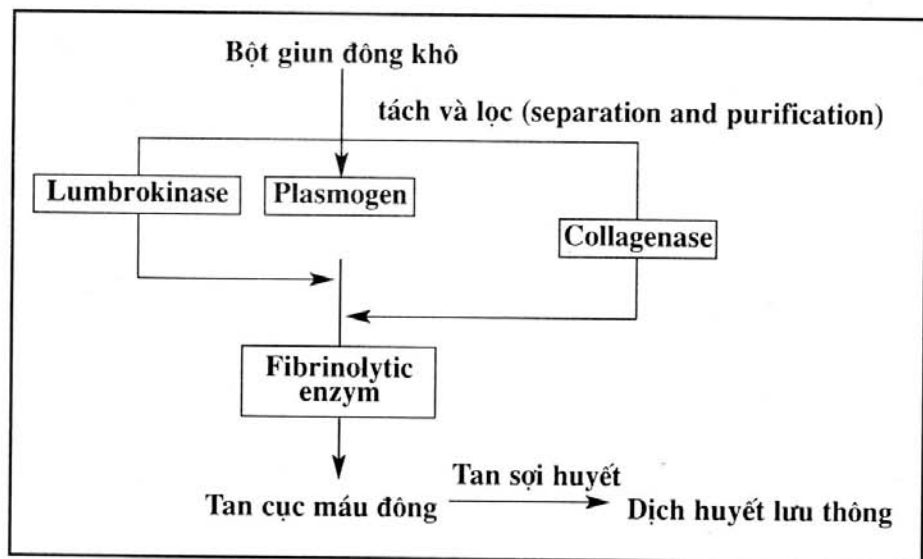 Bột giun đông khô
tách và lọc (separation and purification)
Lumbrokinase
Plasmogen
Collagenase
Fibrinolytic
enzym
Tan sợi huyết
Tan cục máu đông
Dịch huyết lưu thông